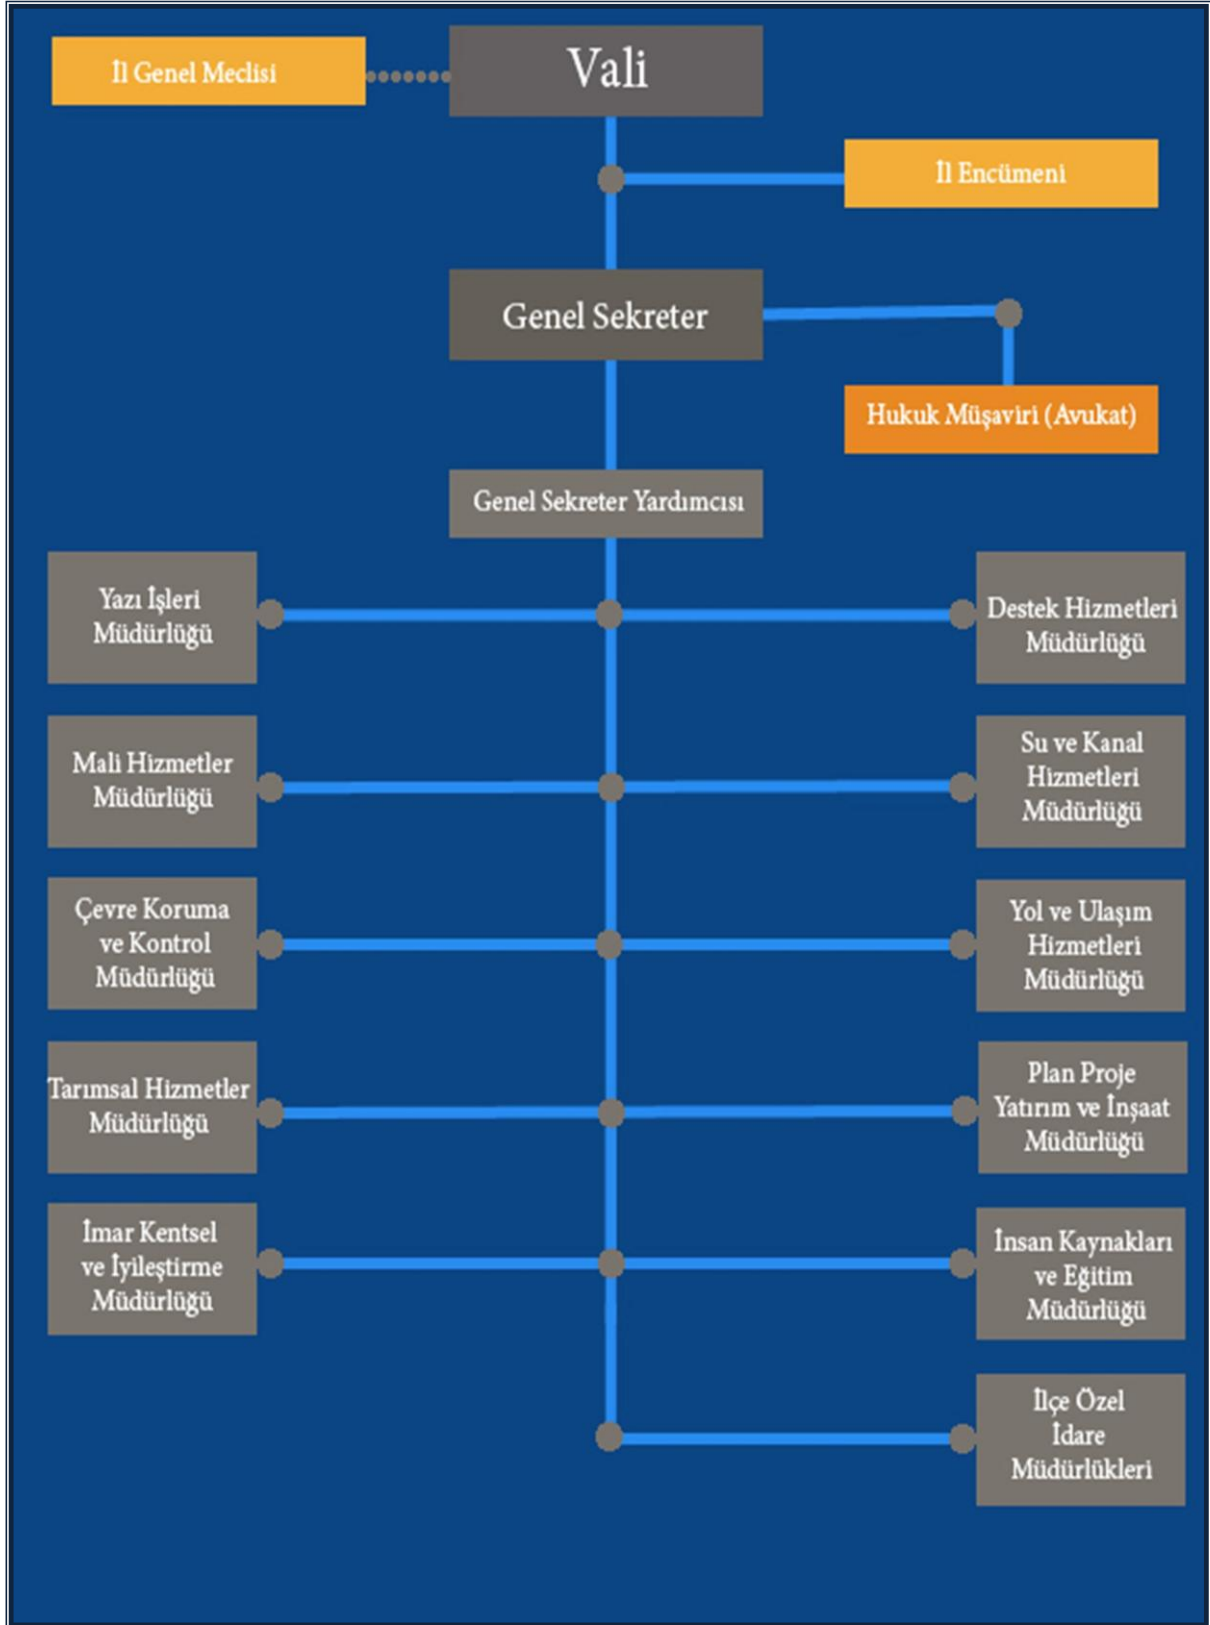 İl Genel Meclisi
Vali
İl Encümeni
Genel Sekreter
Hukuk Müşaviri (Avukat)
Genel Sekreter Yardımcısı
Yazı İşleri
Müdürlüğü
Destek Hizmetleri
Müdürlüğü
Mali Hizmetler
Müdürlüğü
Su ve Kanal
Hizmetleri
Müdürlüğü
Çevre Koruma
ve Kontrol
Müdürlüğü
Yol ve Ulaşım
Hizmetleri
Müdürlüğü
Tarımsal Hizmetler
Müdürlüğü
Plan Proje
Yatırım ve İnşaat
Müdürlüğü
İmar Kentsel
ve İyileştirme
Müdürlüğü
İnsan Kaynakları
ve Eğitim
Müdürlüğü
İlçe Özel
İdare
Müdürlükleri